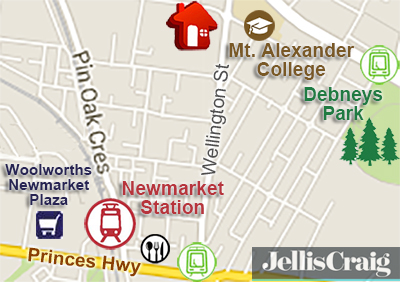 Mt. Alexander
College
Pin Oak Cres
Wellington St
Debneys
Park
Woolworths
Newmarket
Plaza
Newmarket
Station
Princes Hwy
JellisCraig